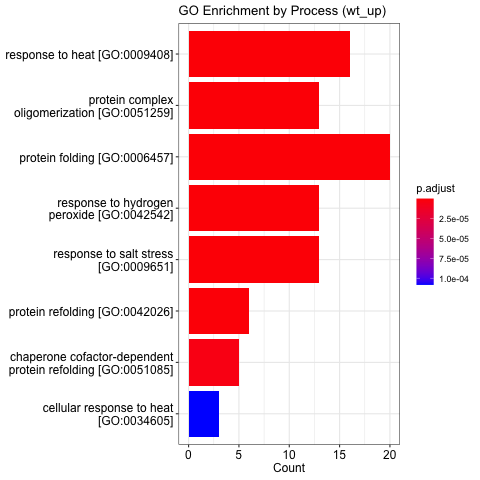 GO Enrichment by Process (wt_up)
response to heat [GO:0009408]
protein complex
oligomerization [GO:0051259]
protein folding [GO:0006457]
response to hydrogen
peroxide [GO:0042542]
response to salt stress
[GO:0009651]
protein refolding [GO:0042026]
chaperone cofactor-dependent
protein refolding [GO:0051085]
cellular response to heat
[GO:0034605]
0 5 10 15 20
Count
p.adjust
2.5e-05
5.0e-05
7.5e-05
1.0e-04